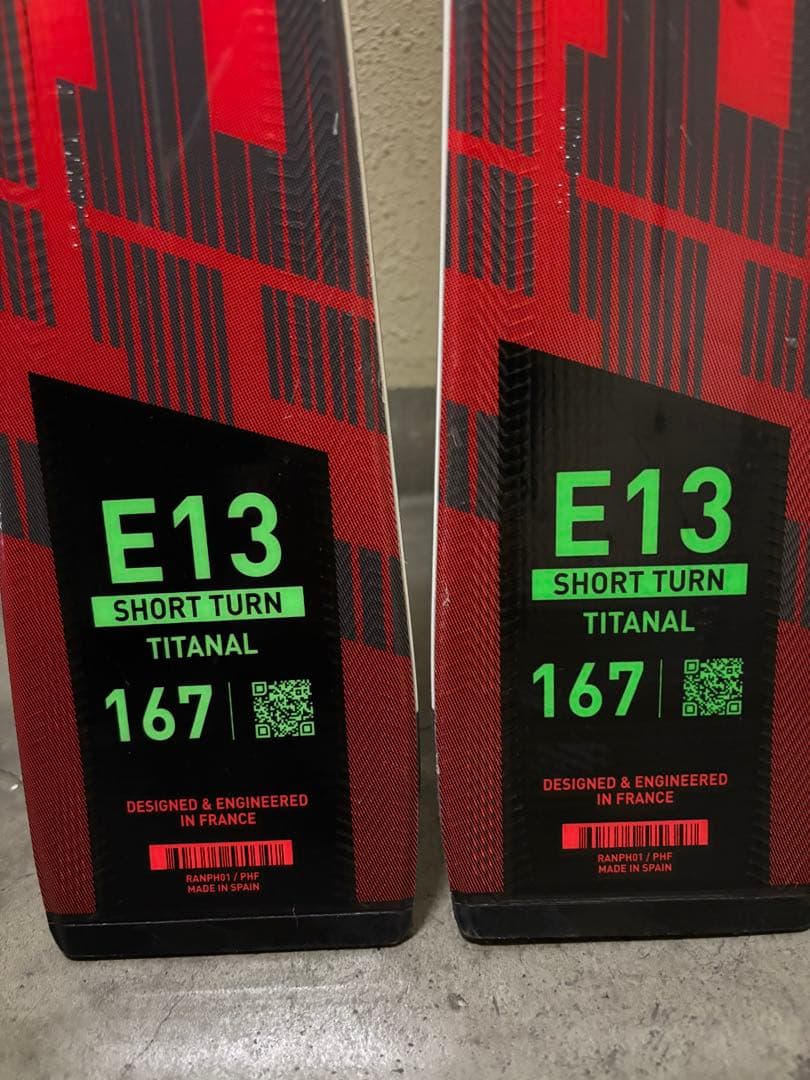 E13
SHORT TURN
TITANAL
167
DESIGNED & ENGINEERED
IN FRANCE
RANPH01 / PHF
MADE IN SPAIN
E13
SHORT TURN
TITANAL
167
DESIGNED & ENGINEERED
IN FRANCE
RANPH01 / PHF
MADE IN SPAIN